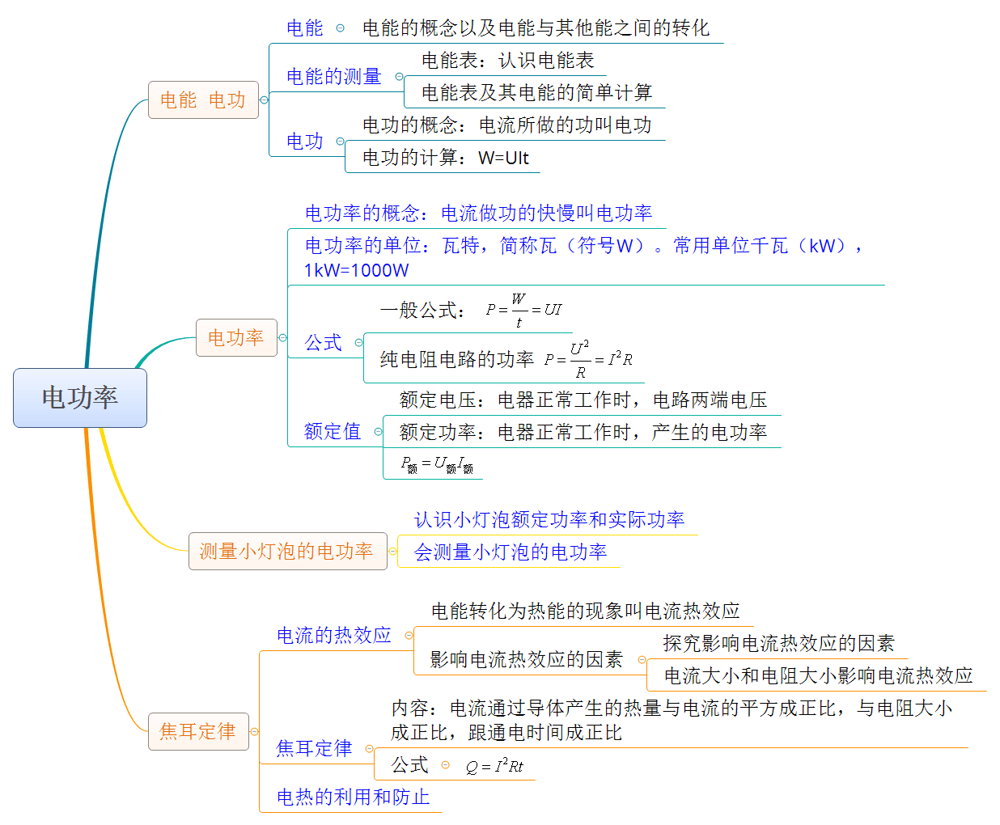 电能
电能的概念以及电能与其他能之间的转化
电能的测量
电能表：认识电能表
电能表及其电能的简单计算
电能 电功
电功
电功的概念：电流所做的功叫电功
电功的计算：W=UIt
电功率的概念：电流做功的快慢叫电功率
电功率的单位：瓦特，简称瓦（符号W）。常用单位千瓦（kW），
1kW=1000W
电功率
公式
一般公式： P=W/t=UI
纯电阻电路的功率 P=U²/R=I²R
额定值
额定电压：电器正常工作时，电路两端电压
额定功率：电器正常工作时，产生的电功率
P额=U额I额
电功率
测量小灯泡的电功率
认识小灯泡额定功率和实际功率
会测量小灯泡的电功率
焦耳定律
电流的热效应
电能转化为热能的现象叫电流热效应
影响电流热效应的因素
探究影响电流热效应的因素
电流大小和电阻大小影响电流热效应
焦耳定律
内容：电流通过导体产生的热量与电流的平方成正比，与电阻大小
成正比，跟通电时间成正比
公式
Q=I²Rt
电热的利用和防止